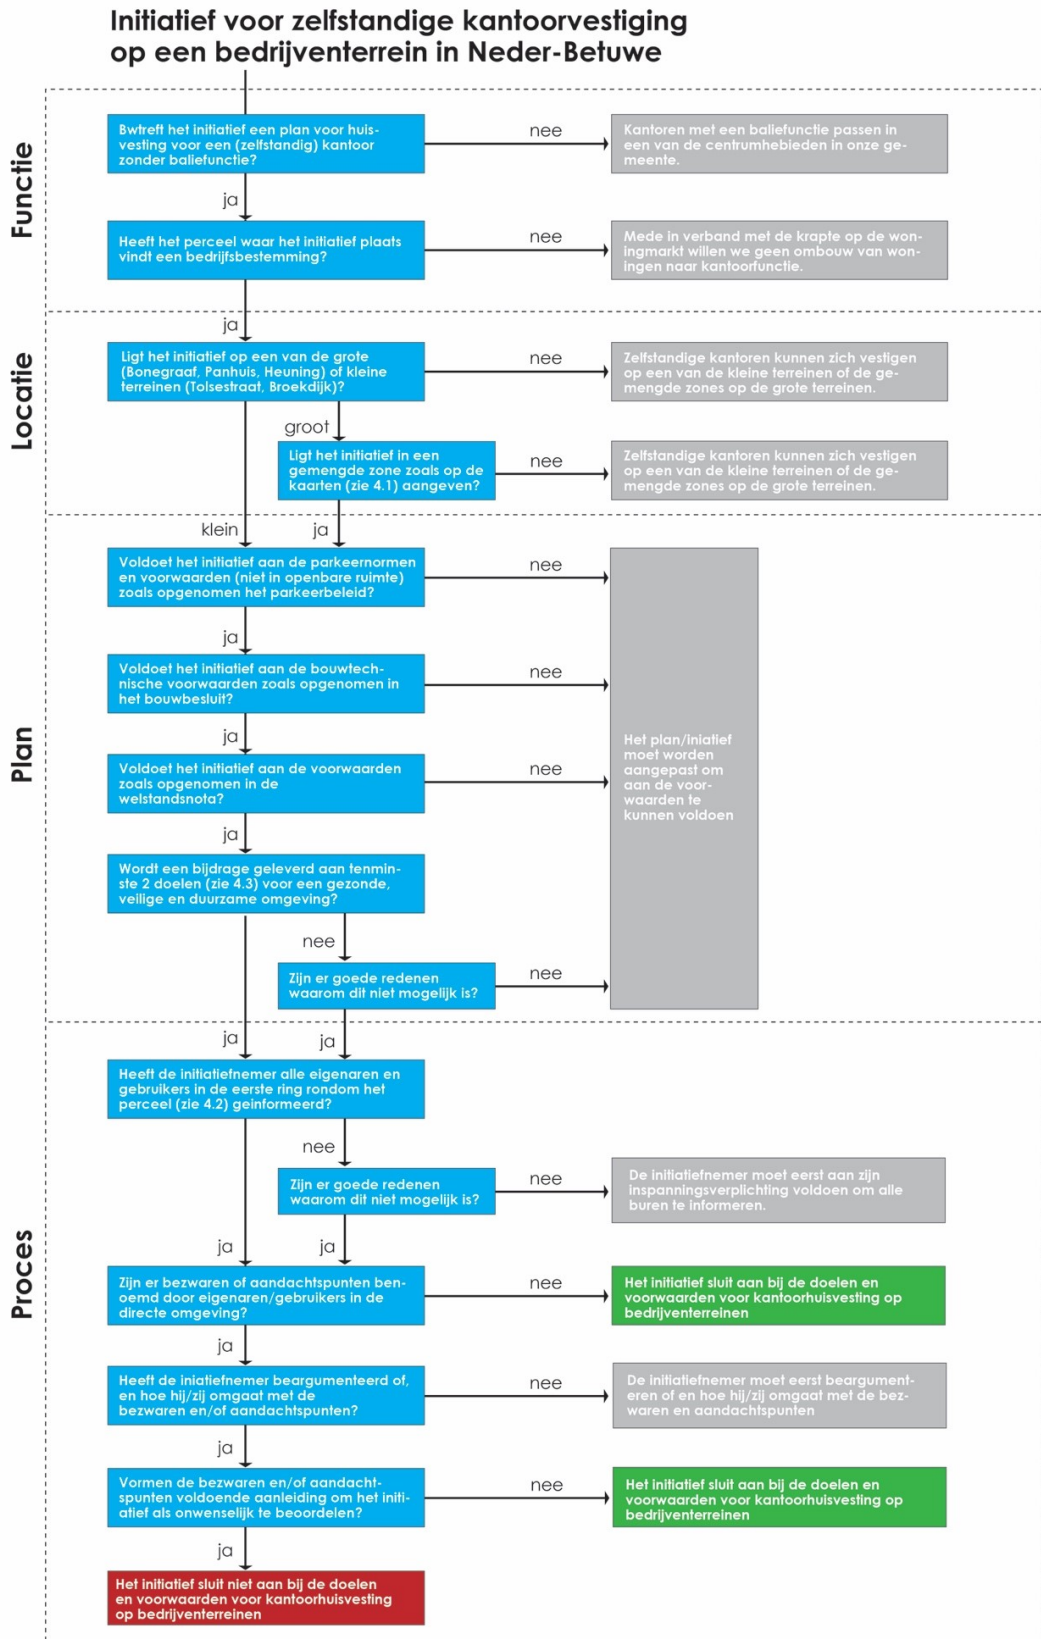 Initiatief voor zelfstandige kantoorvestiging
op een bedrijventerrein in Neder-Betuwe
Functie
Bwtreft het initiatief een plan voor huis-
vesting voor een (zelfstandig) kantoor
zonder baliefunctie?
nee
Kantoren met een baliefunctie passen in
een van de centrumhebieden in onze ge-
meente.
ja
Heeft het perceel waar het initiatief plaats
vindt een bedrijfsbestemming?
nee
Mede in verband met de krapte op de won-
ingmarkt willen we geen ombouw van won-
ingen naar kantoorfunctie.
ja
Locatie
Ligt het initiatief op een van de grote
(Bonegraaf, Panhuis, Heuning) of kleine
terreinen (Tolsestraat, Broekdijk)?
nee
Zelfstandige kantoren kunnen zich vestigen
op een van de kleine terreinen of de ge-
mengde zones op de grote terreinen.
groot
Ligt het initiatief in een
gemengde zone zoals op de
kaarten (zie 4.1) aangeven?
nee
Zelfstandige kantoren kunnen zich vestigen
op een van de kleine terreinen of de ge-
mengde zones op de grote terreinen.
klein
ja
Plan
Voldoet het initiatief aan de parkeernormen
en voorwaarden (niet in openbare ruimte)
zoals opgenomen het parkeerbeleid?
nee
ja
Voldoet het initiatief aan de bouwtech-
nische voorwaarden zoals opgenomen in
het bouwbesluit?
nee
ja
Voldoet het initiatief aan de voorwaarden
zoals opgenomen in de
welstandsnota?
nee
Het plan/iniatief
moet worden
aangepast om
aan de voor-
waarden te
kunnen voldoen
ja
Wordt een bijdrage geleverd aan tenmin-
ste 2 doelen (zie 4.3) voor een gezonde,
veilige en duurzame omgeving?
nee
Zijn er goede redenen
waarom dit niet mogelijk is?
nee
ja
ja
Proces
Heeft de initiatiefnemer alle eigenaren en
gebruikers in de eerste ring rondom het
perceel (zie 4.2) geinformeerd?
nee
Zijn er goede redenen
waarom dit niet mogelijk is?
nee
De initiatiefnemer moet eerst aan zijn
inspanningsverplichting voldoen om alle
buren te informeren.
ja
ja
Zijn er bezwaren of aandachtspunten ben-
oemd door eigenaren/gebruikers in de
directe omgeving?
nee
Het initiatief sluit aan bij de doelen en
voorwaarden voor kantoorhuisvesting op
bedrijventerreinen
ja
Heeft de iniatiefnemer beargumenteerd of,
en hoe hij/zij omgaat met de
bezwaren en/of aandachtspunten?
nee
De initiatiefnemer moet eerst beargument-
eren of en hoe hij/zij omgaat met de bez-
waren en aandachtspunten
ja
Vormen de bezwaren en/of aandacht-
spunten voldoende aanleiding om het initi-
atief als onwenselijk te beoordelen?
nee
Het initiatief sluit aan bij de doelen en
voorwaarden voor kantoorhuisvesting op
bedrijventerreinen
ja
Het initiatief sluit niet aan bij de doelen
en voorwaarden voor kantoorhuisvesting
op bedrijventerreinen